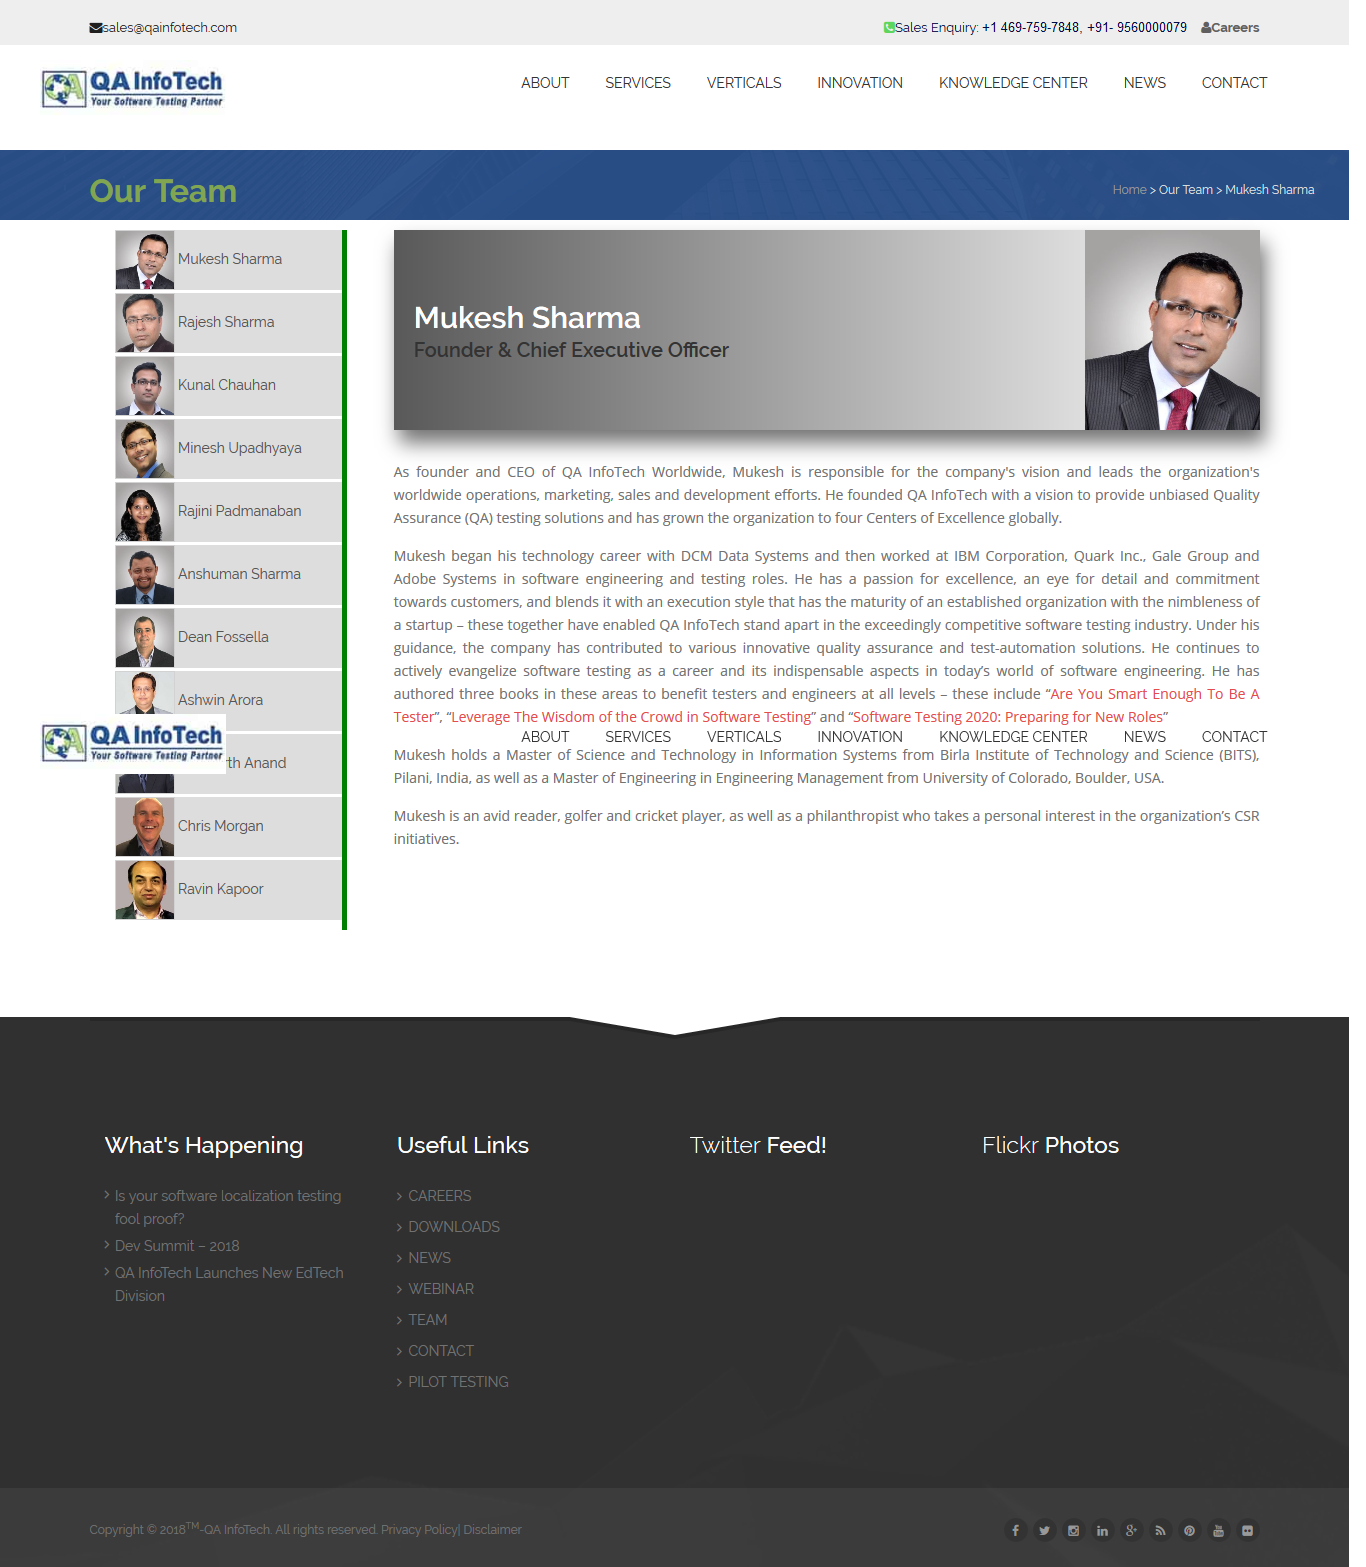 sales@qainfotech.com
Sales Enquiry: +1 469-759-7848, +91- 9560000079
Careers
QA InfoTech
Your Software Testing Partner
ABOUT SERVICES VERTICALS INNOVATION KNOWLEDGE CENTER NEWS CONTACT
Our Team
Home > Our Team > Mukesh Sharma
Mukesh Sharma
Rajesh Sharma
Kunal Chauhan
Minesh Upadhyaya
Rajini Padmanaban
Anshuman Sharma
Dean Fossella
Ashwin Arora
QA InfoTech
Your Software Testing Partner
Anand
Chris Morgan
Ravin Kapoor
Mukesh Sharma
Founder & Chief Executive Officer
As founder and CEO of QA InfoTech Worldwide, Mukesh is responsible for the company's vision and leads the organization's
worldwide operations, marketing, sales and development efforts. He founded QA InfoTech with a vision to provide unbiased Quality
Assurance (QA) testing solutions and has grown the organization to four Centers of Excellence globally.
Mukesh began his technology career with DCM Data Systems and then worked at IBM Corporation, Quark Inc., Gale Group and
Adobe Systems in software engineering and testing roles. He has a passion for excellence, an eye for detail and commitment
towards customers, and blends it with an execution style that has the maturity of an established organization with the nimbleness of
a startup – these together have enabled QA InfoTech stand apart in the exceedingly competitive software testing industry. Under his
guidance, the company has contributed to various innovative quality assurance and test-automation solutions. He continues to
actively evangelize software testing as a career and its indispensable aspects in today’s world of software engineering. He has
authored three books in these areas to benefit testers and engineers at all levels – these include “Are You Smart Enough To Be A
Tester”, “Leverage The Wisdom of the Crowd in Software Testing” and “Software Testing 2020: Preparing for New Roles”
ABOUT SERVICES VERTICALS INNOVATION KNOWLEDGE CENTER NEWS CONTACT
Mukesh holds a Master of Science and Technology in Information Systems from Birla Institute of Technology and Science (BITS),
Pilani, India, as well as a Master of Engineering in Engineering Management from University of Colorado, Boulder, USA.
Mukesh is an avid reader, golfer and cricket player, as well as a philanthropist who takes a personal interest in the organization’s CSR
initiatives.
What's Happening
Is your software localization testing
fool proof?
Dev Summit – 2018
QA InfoTech Launches New EdTech
Division
Useful Links
CAREERS
DOWNLOADS
NEWS
WEBINAR
TEAM
CONTACT
PILOT TESTING
Twitter Feed!
Flickr Photos
Copyright © 2018™-QA InfoTech. All rights reserved. Privacy Policy| Disclaimer